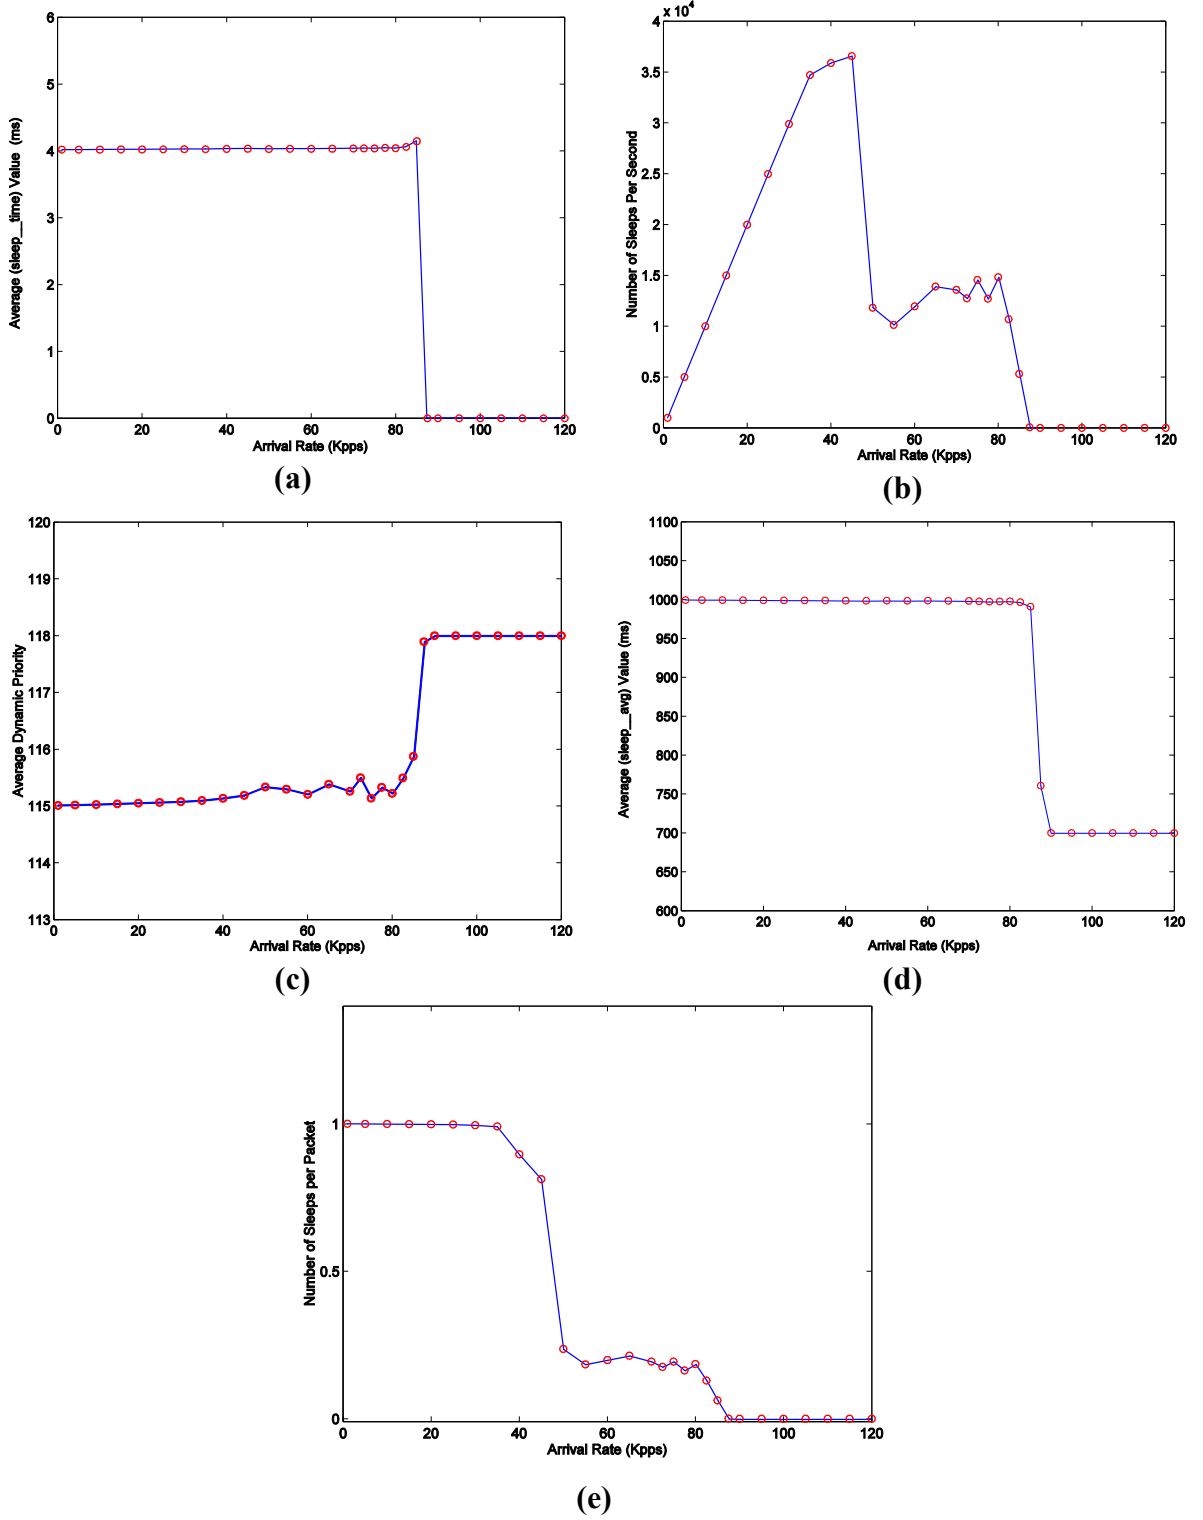 6
5
4
3
2
1
0
0 20 40 60 80 100 120
Average (sleep__time) Value (ms)
Arrival Rate (Kpps)
(a)
x 10^4
4
3.5
3
2.5
2
1.5
1
0.5
0
0 20 40 60 80 100 120
Number of Sleeps Per Second
Arrival Rate (Kpps)
(b)
120
119
118
117
116
115
114
113
0 20 40 60 80 100 120
Average Dynamic Priority
Arrival Rate (Kpps)
(c)
1100
1050
1000
950
900
850
800
750
700
650
600
0 20 40 60 80 100 120
Average (sleep__avg) Value (ms)
Arrival Rate (Kpps)
(d)
1
0.5
0
0 20 40 60 80 100 120
Number of Sleeps per Packet
Arrival Rate (Kpps)
(e)